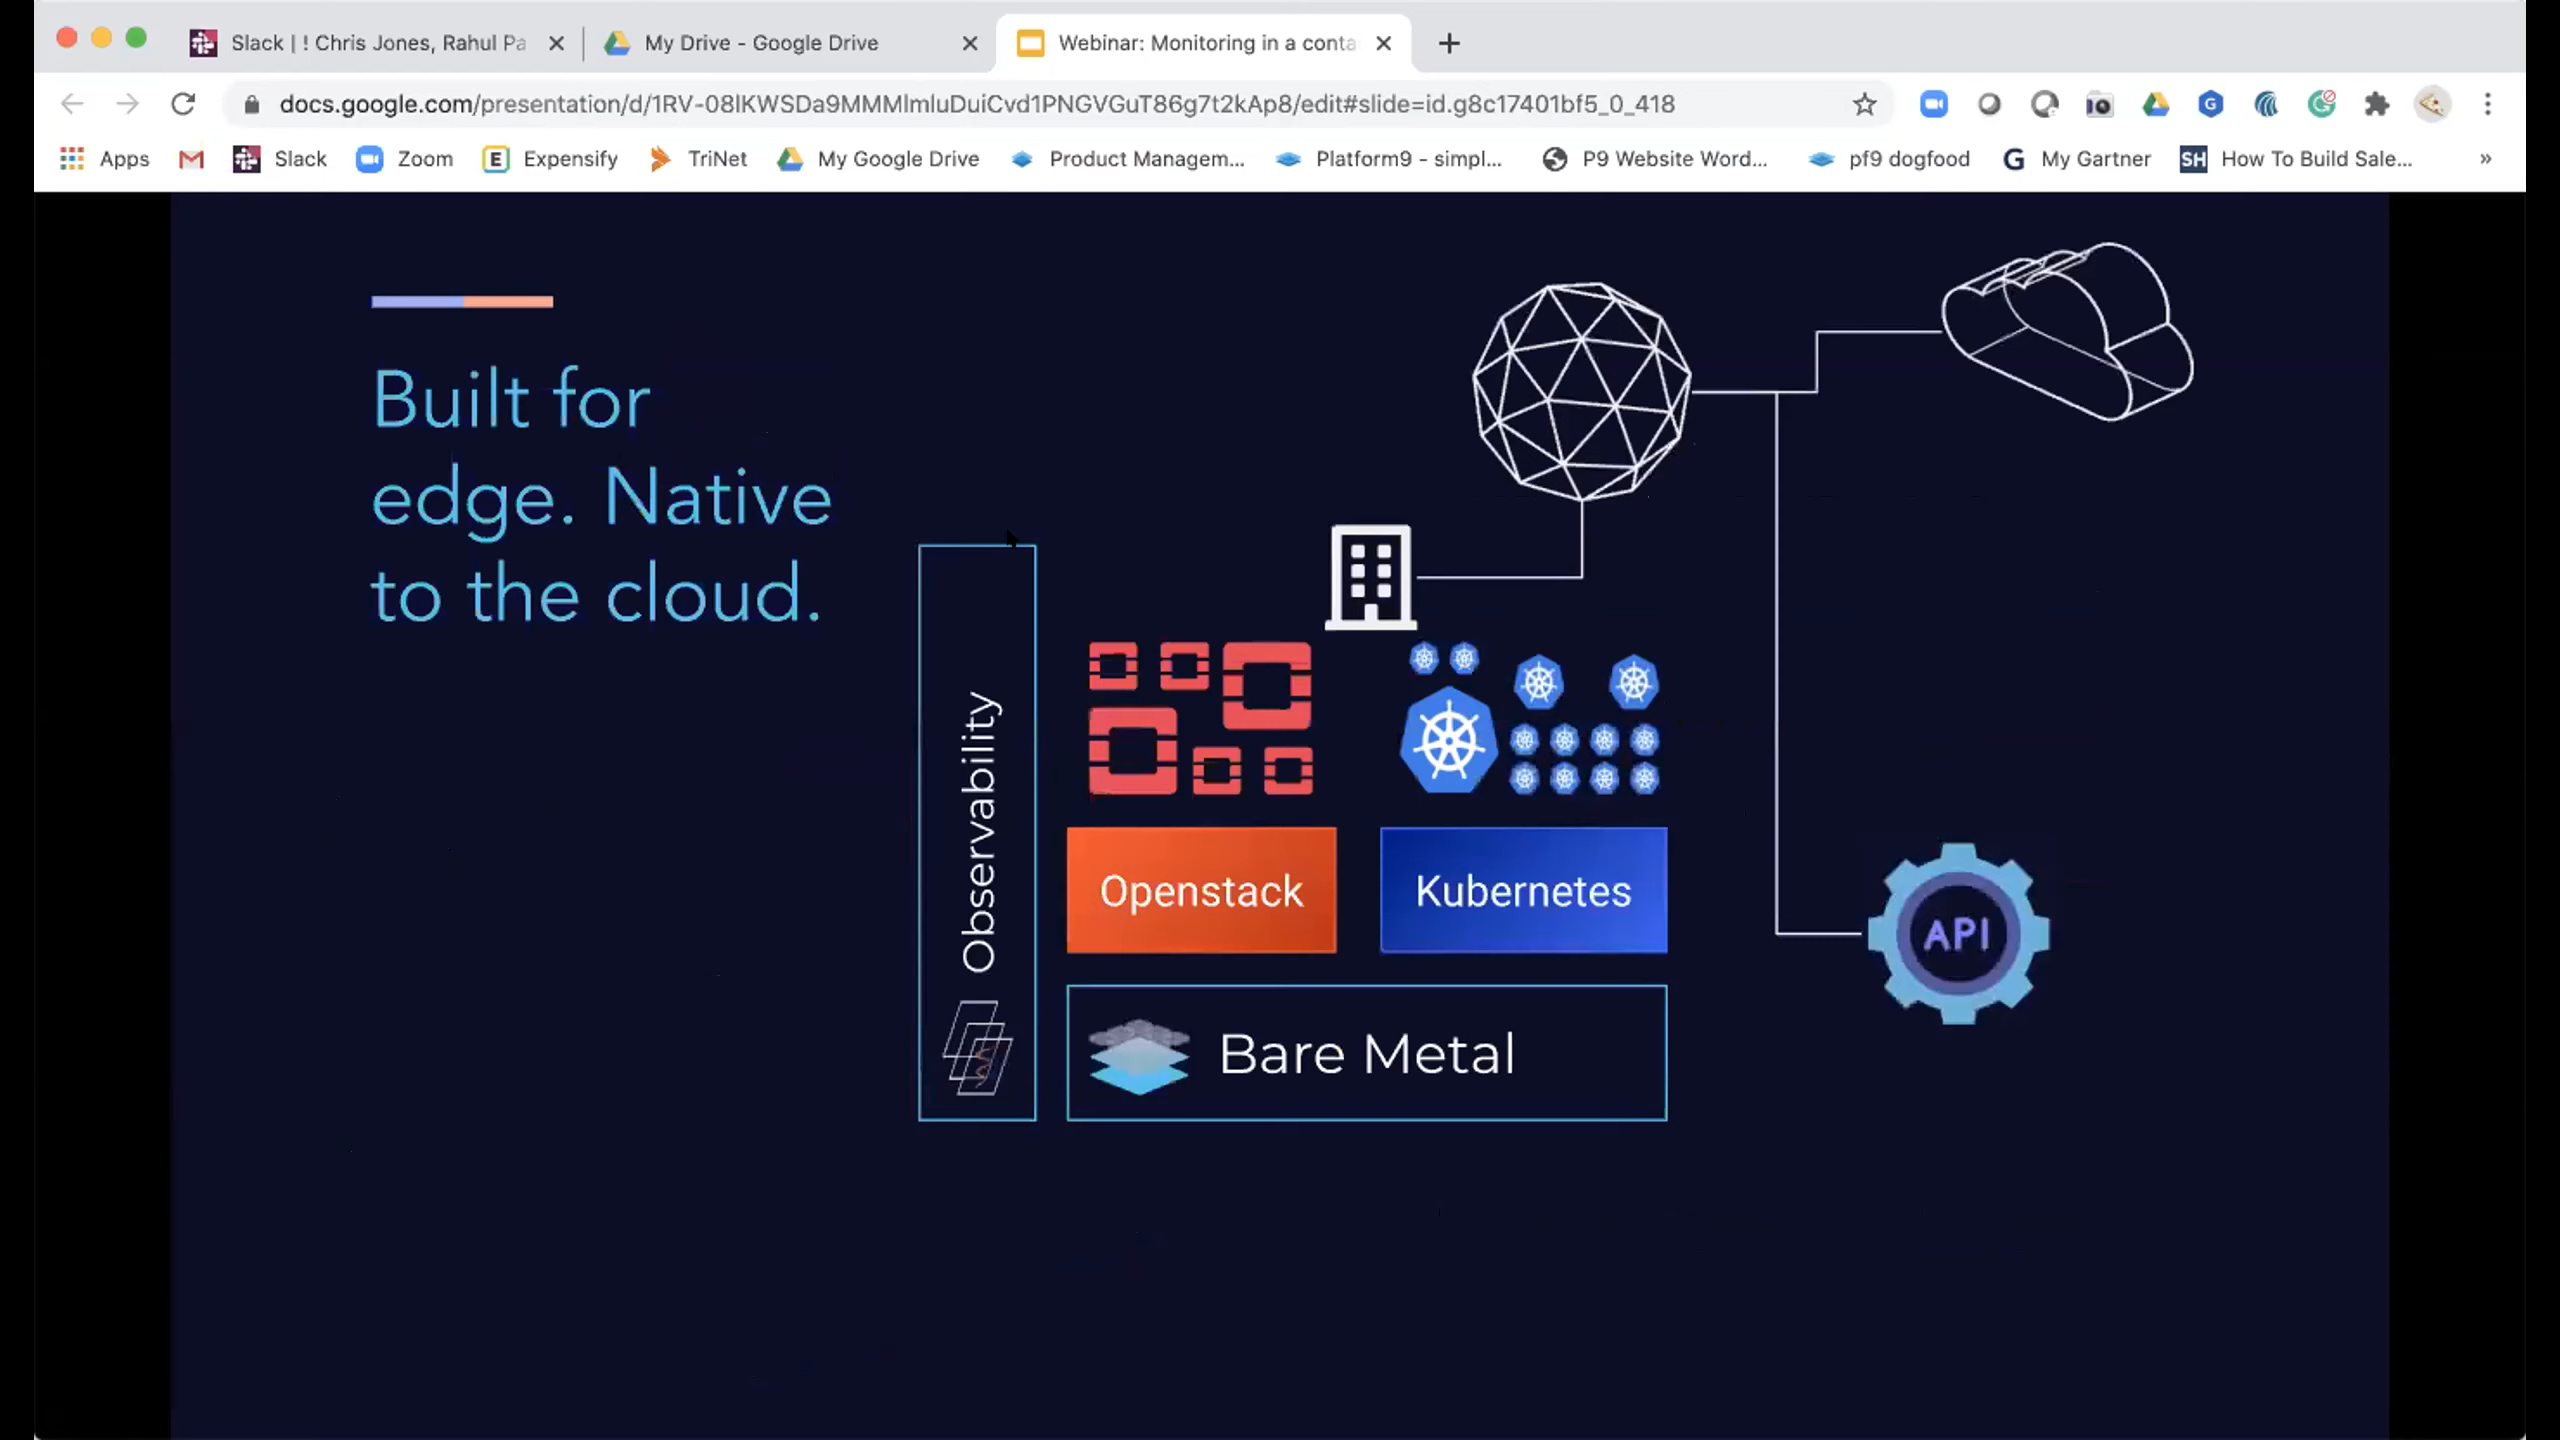 Slack | ! Chris Jones, Rahul Pa
My Drive - Google Drive
Webinar: Monitoring in a conta
docs.google.com/presentation/d/1RV-08lKWSDa9MMMlmluDuiCvd1PNGVGuT86g7t2kAp8/edit#slide=id.g8c17401bf5_0_418
Apps
Slack
Zoom
Expensify
TriNet
My Google Drive
Product Managem...
Platform9 - simpl...
P9 Website Word...
pf9 dogfood
My Gartner
SH
How To Build Sale...
Built for
edge. Native
to the cloud.
Observability
Openstack
Kubernetes
Bare Metal
API